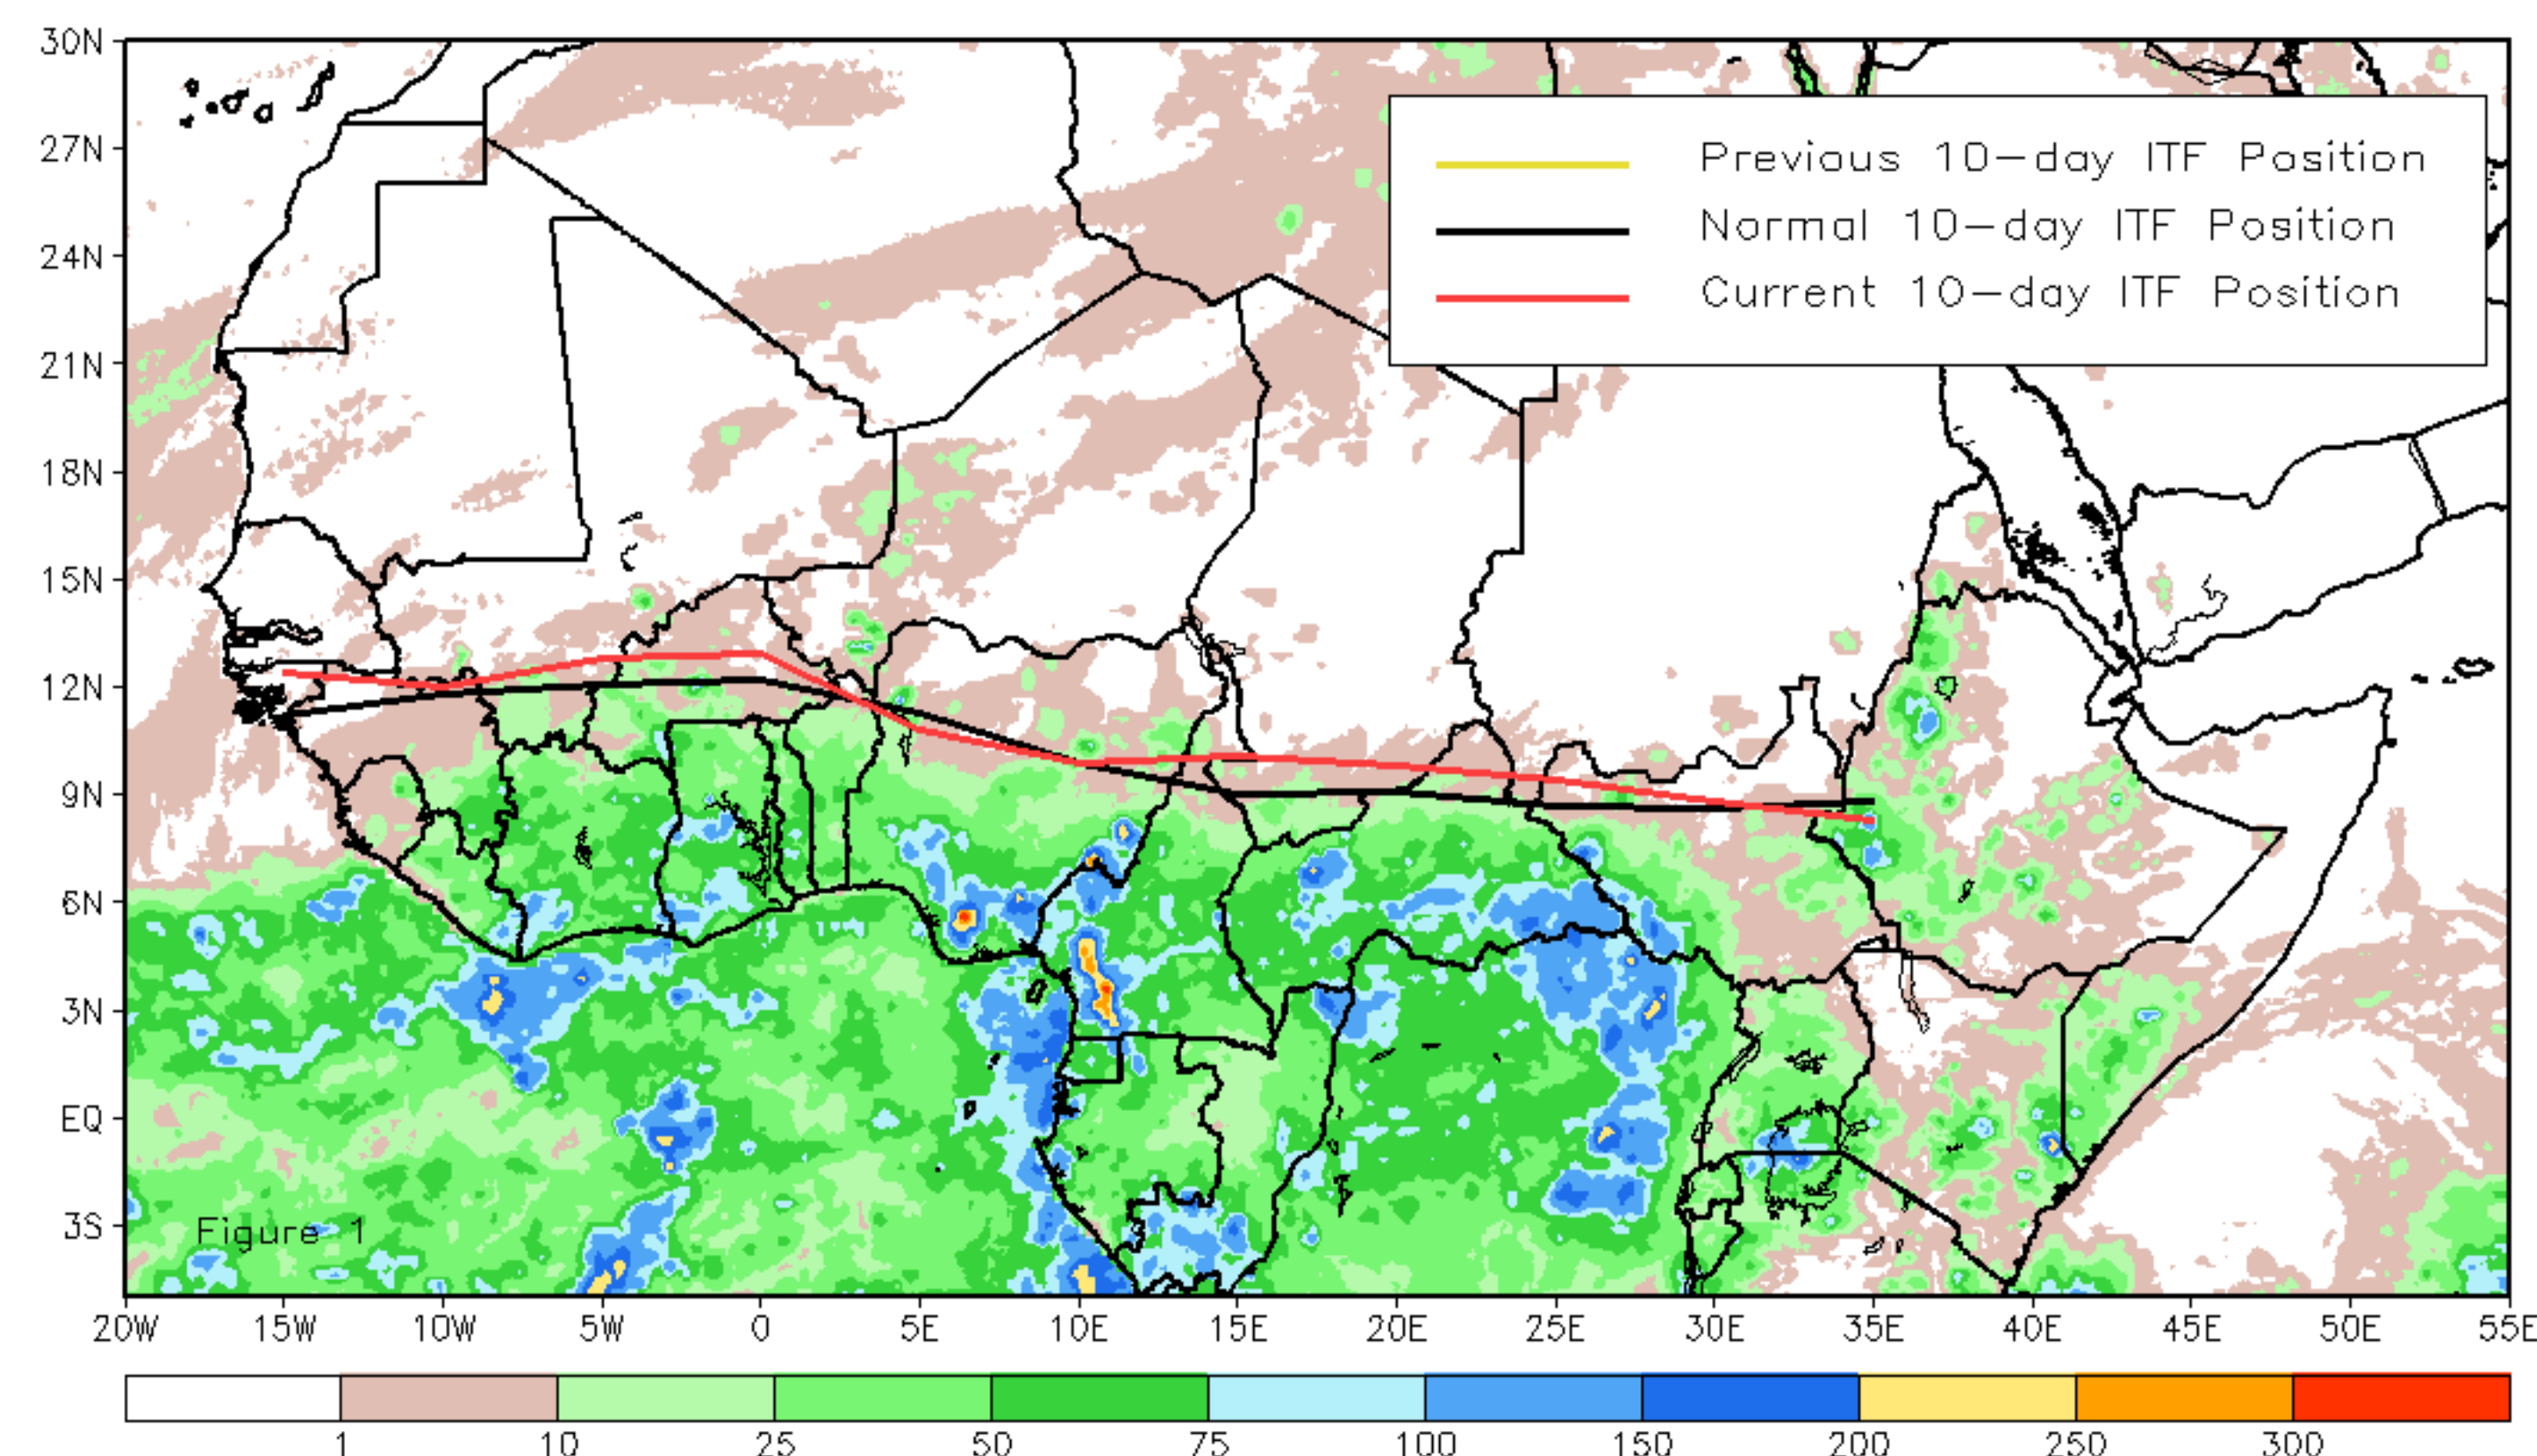 30N
27N
24N
21N
18N
15N
12N
9N
6N
3N
EQ
3S
Previous 10-day ITF Position
Normal 10-day ITF Position
Current 10-day ITF Position
Figure 1
20W 15W 10W 5W 0 5E 10E 15E 20E 25E 30E 35E 40E 45E 50E 55E
1 10 25 50 75 100 150 200 250 300